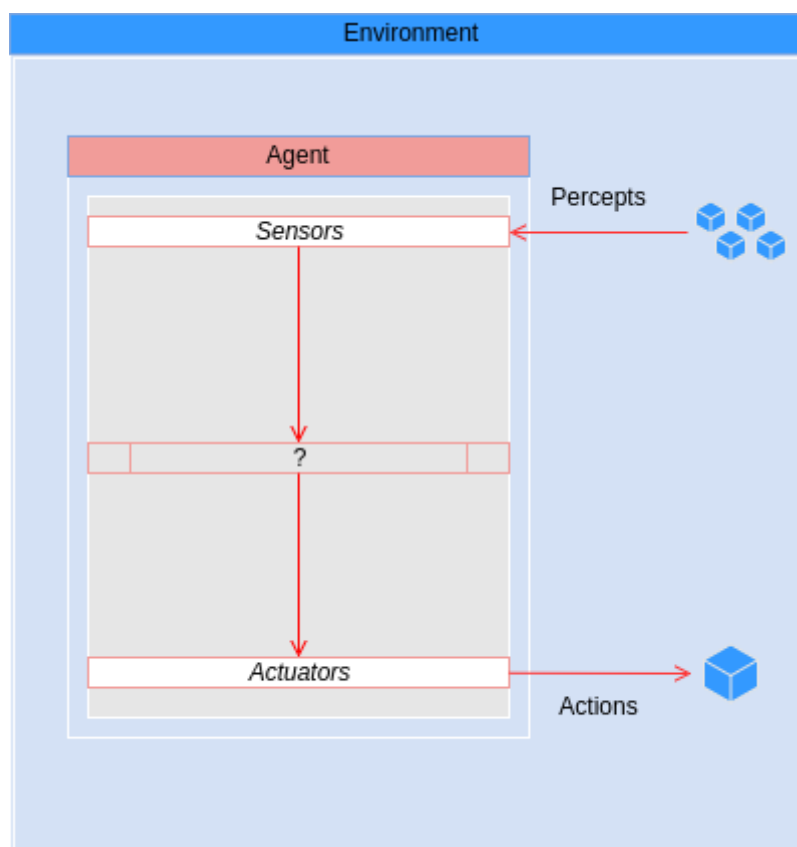 Environment
Agent
Percepts
Sensors
?
Actuators
Actions